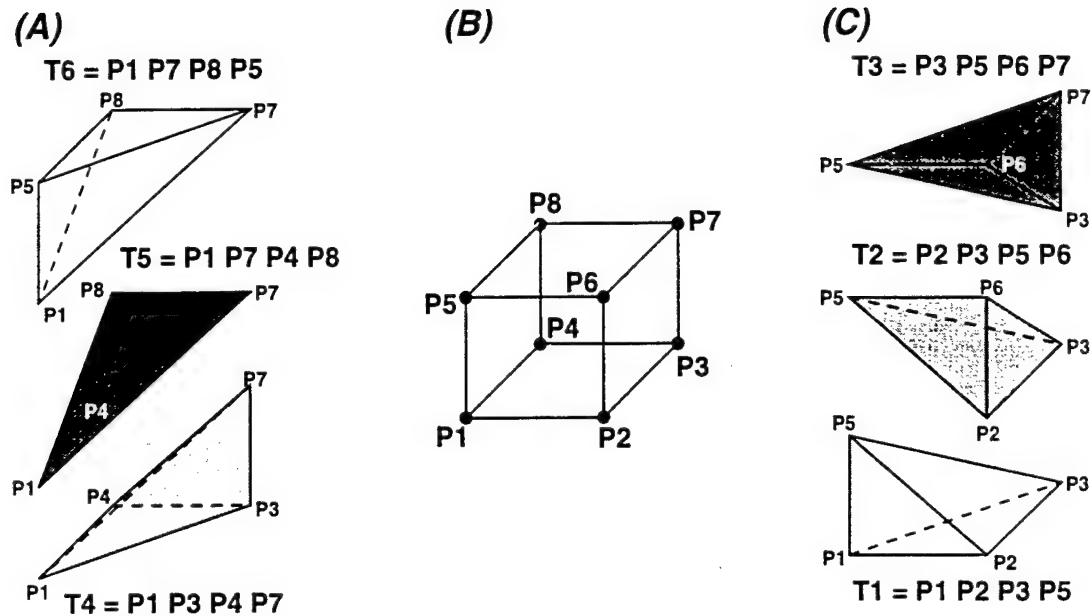 (A)
T6 = P1 P7 P8 P5
P8
P7
P5
P1
T5 = P1 P7 P4 P8
P8
P7
P4
P1
P7
P4
P3
P1
T4 = P1 P3 P4 P7
(B)
P8
P7
P5
P6
P4
P3
P1
P2
(C)
T3 = P3 P5 P6 P7
P7
P5
P6
P3
T2 = P2 P3 P5 P6
P5
P6
P3
P2
P5
P3
P1
P2
T1 = P1 P2 P3 P5